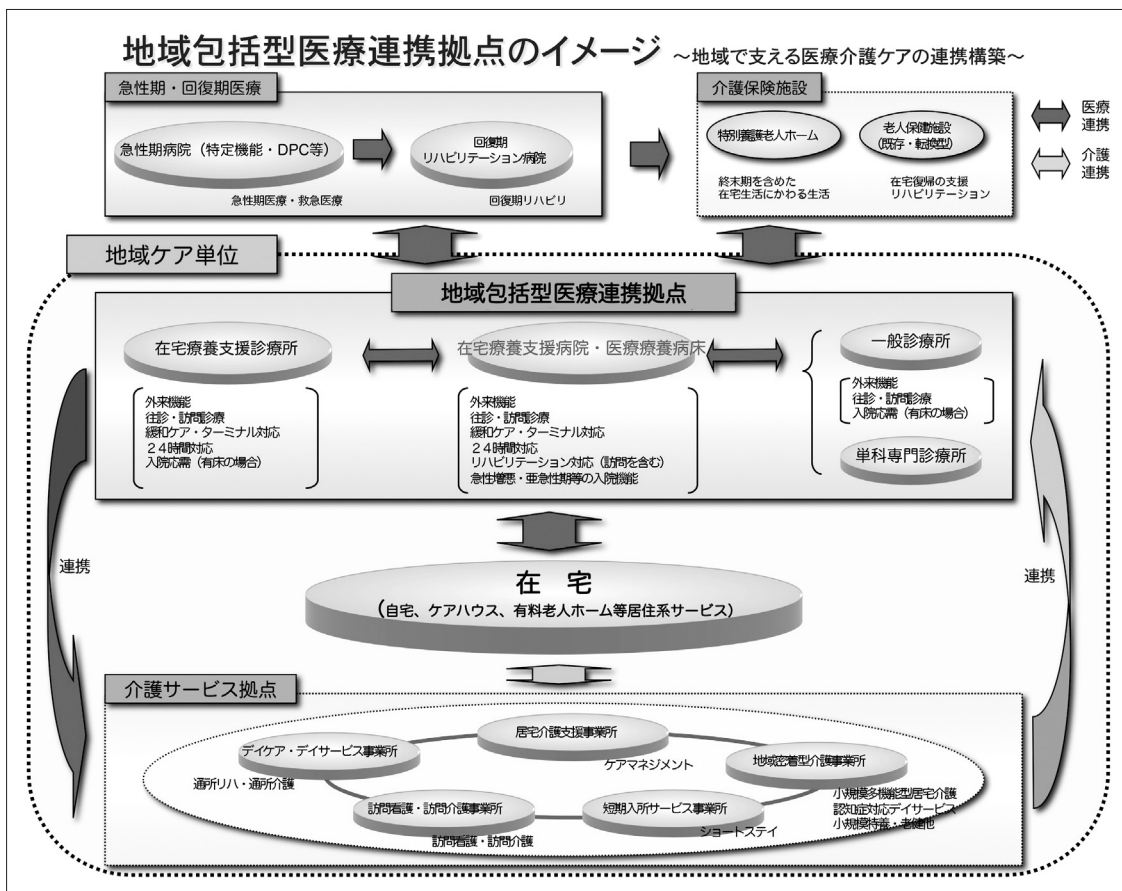 地域包括型医療連携拠点のイメージ ～地域で支える医療介護ケアの連携構築～
急性期・回復期医療
急性期病院（特定機能・DPC等）
急性期医療・救急医療
回復期
リハビリテーション病院
回復期リハビリ
介護保険施設
特別養護老人ホーム
終末期を含めた
在宅生活にかわる生活
老人保健施設
（既存・転換型）
在宅復帰の支援
リハビリテーション
医療
連携
介護
連携
地域ケア単位
地域包括型医療連携拠点
在宅療養支援診療所
外来機能
往診・訪問診療
緩和ケア・ターミナル対応
２４時間対応
入院応需（有床の場合）
在宅療養支援病院・医療療養病床
外来機能
往診・訪問診療
緩和ケア・ターミナル対応
２４時間対応
リハビリテーション対応（訪問を含む）
急性増悪・亜急性期等の入院機能
一般診療所
外来機能
往診・訪問診療
入院応需（有床の場合）
単科専門診療所
連携
連携
在　宅
（自宅、ケアハウス、有料老人ホーム等居住系サービス）
介護サービス拠点
デイケア・デイサービス事業所
通所リハ・通所介護
居宅介護支援事業所
ケアマネジメント
地域密着型介護事業所
小規模多機能型居宅介護
認知症対応デイサービス
小規模特養・老健他
訪問看護・訪問介護事業所
訪問看護・訪問介護
短期入所サービス事業所
ショートステイ